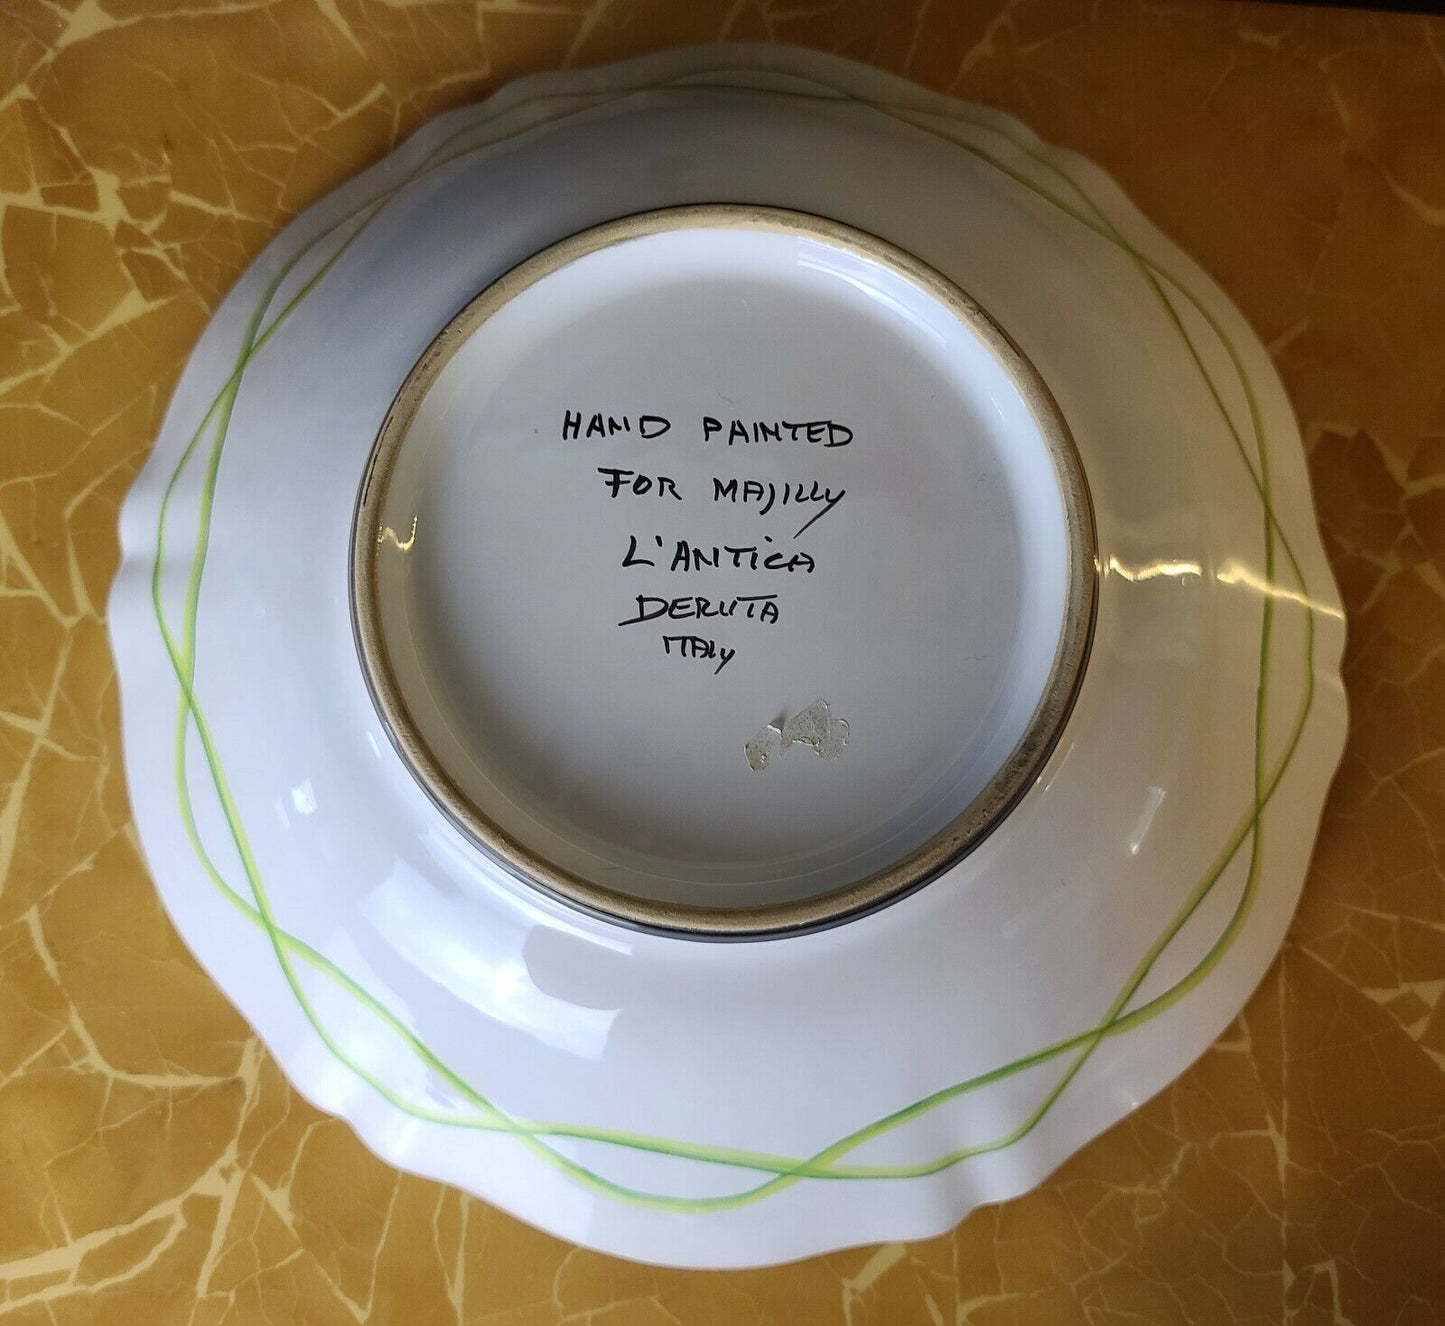 HAND PAINTED
FOR MAJILLY
L'ANTICA
DERUTA
ITALY